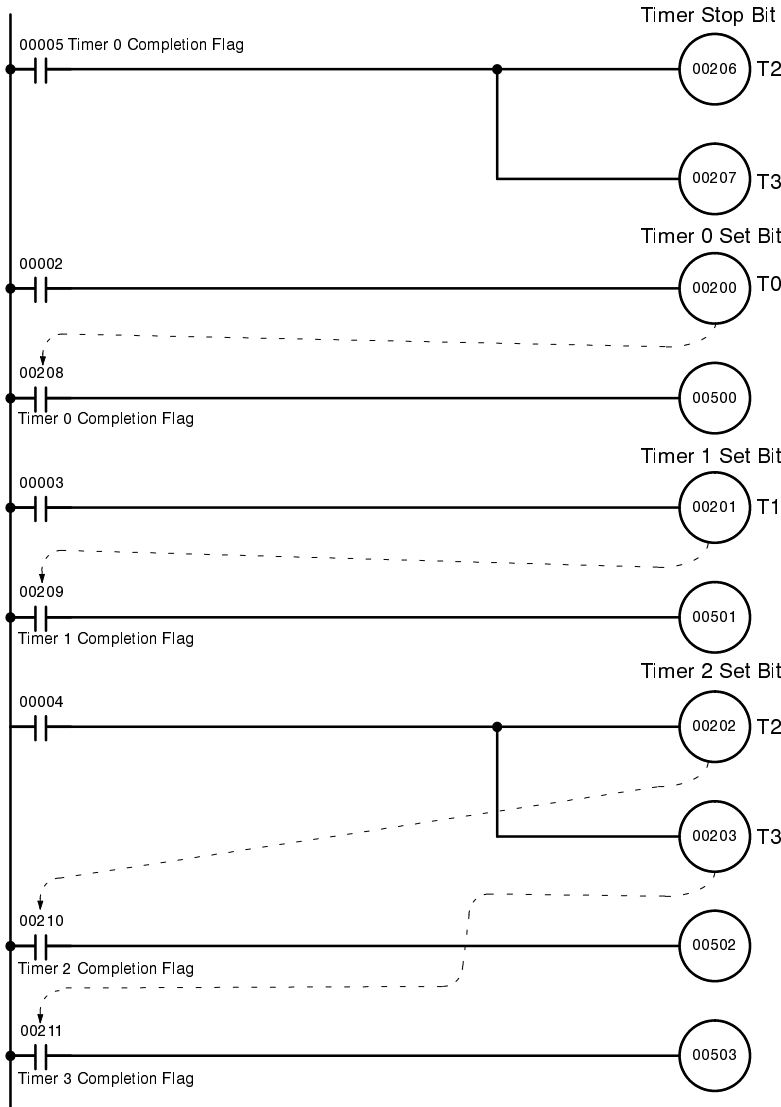 Timer Stop Bit
00005 Timer 0 Completion Flag
00206 T2
00207 T3
Timer 0 Set Bit
00002
00200 T0
00208
00500
Timer 0 Completion Flag
Timer 1 Set Bit
00003
00201 T1
00209
00501
Timer 1 Completion Flag
Timer 2 Set Bit
00004
00202 T2
00203 T3
00210
00502
Timer 2 Completion Flag
00211
00503
Timer 3 Completion Flag